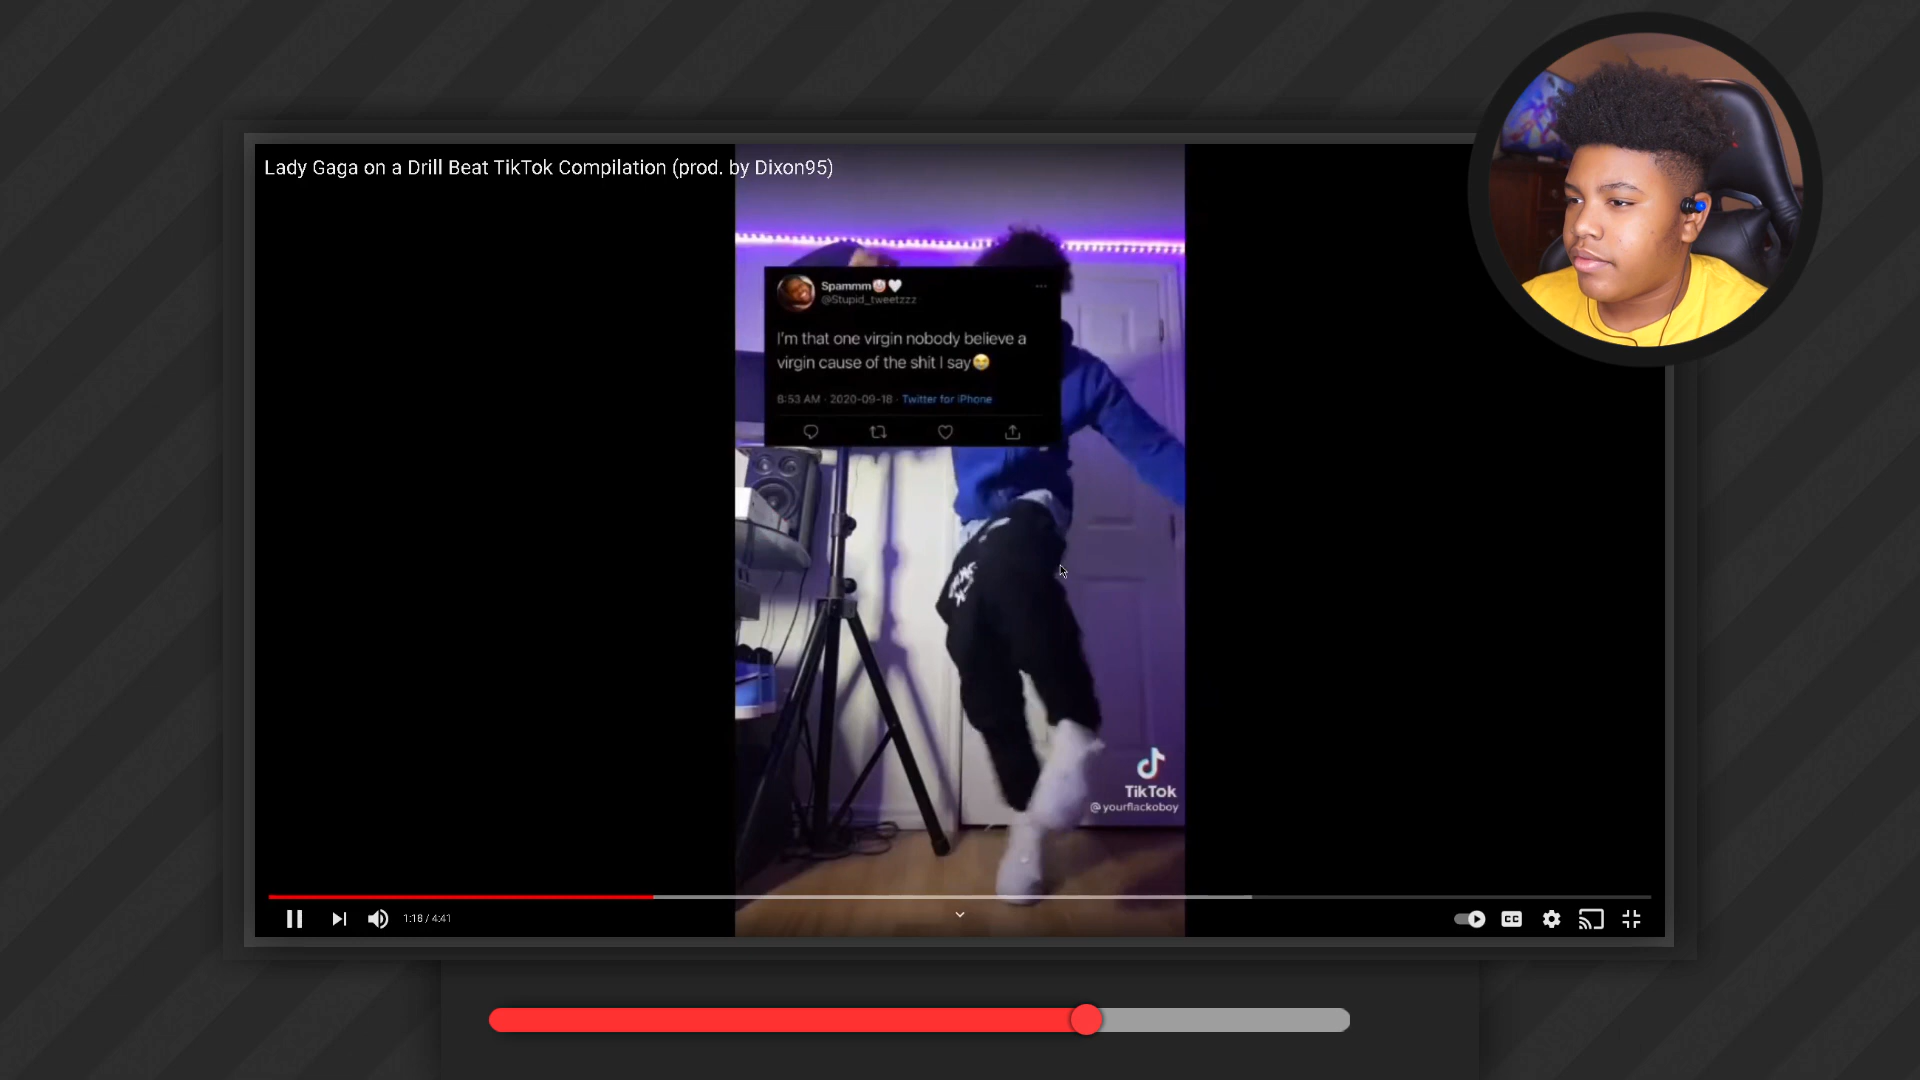 Lady Gaga on a Drill Beat TikTok Compilation (prod. by Dixon95)
Spammm🤡🤍
@Stupid_tweetzzz
I'm that one virgin nobody believe a
virgin cause of the shit I say😁
8:53 AM · 2020-09-18 · Twitter for iPhone
TikTok
@yourflackoboy
1:18 / 4:41
CC